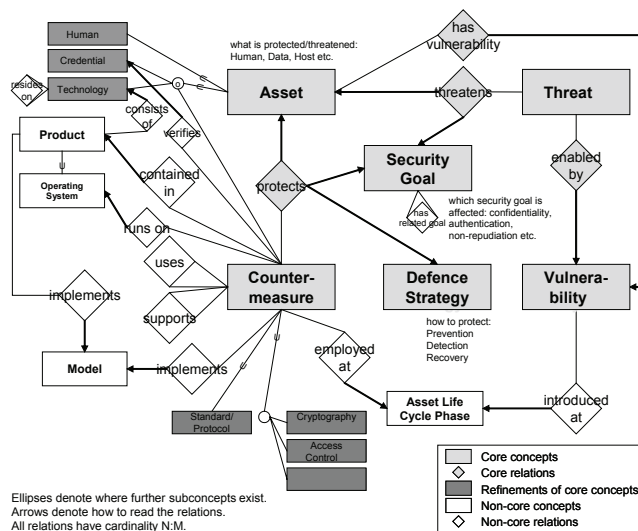 Human
Credential
Technology
resides
on
o
consists
of
verifies
Product
Operating
System
contained
in
runs on
uses
supports
implements
Model
implements
what is protected/threatened:
Human, Data, Host etc.
has
vulnerability
Asset
threatens
Threat
Security
Goal
enabled
by
protects
has
related goal
which security goal is
affected: confidentiality,
authentication,
non-repudiation etc.
Counter-
measure
Defence
Strategy
Vulnera-
bility
how to protect:
Prevention
Detection
Recovery
employed
at
Asset Life
Cycle Phase
introduced
at
Standard/
Protocol
Cryptography
Access
Control
Core concepts
Core relations
Refinements of core concepts
Non-core concepts
Non-core relations
Ellipses denote where further subconcepts exist.
Arrows denote how to read the relations.
All relations have cardinality N:M.